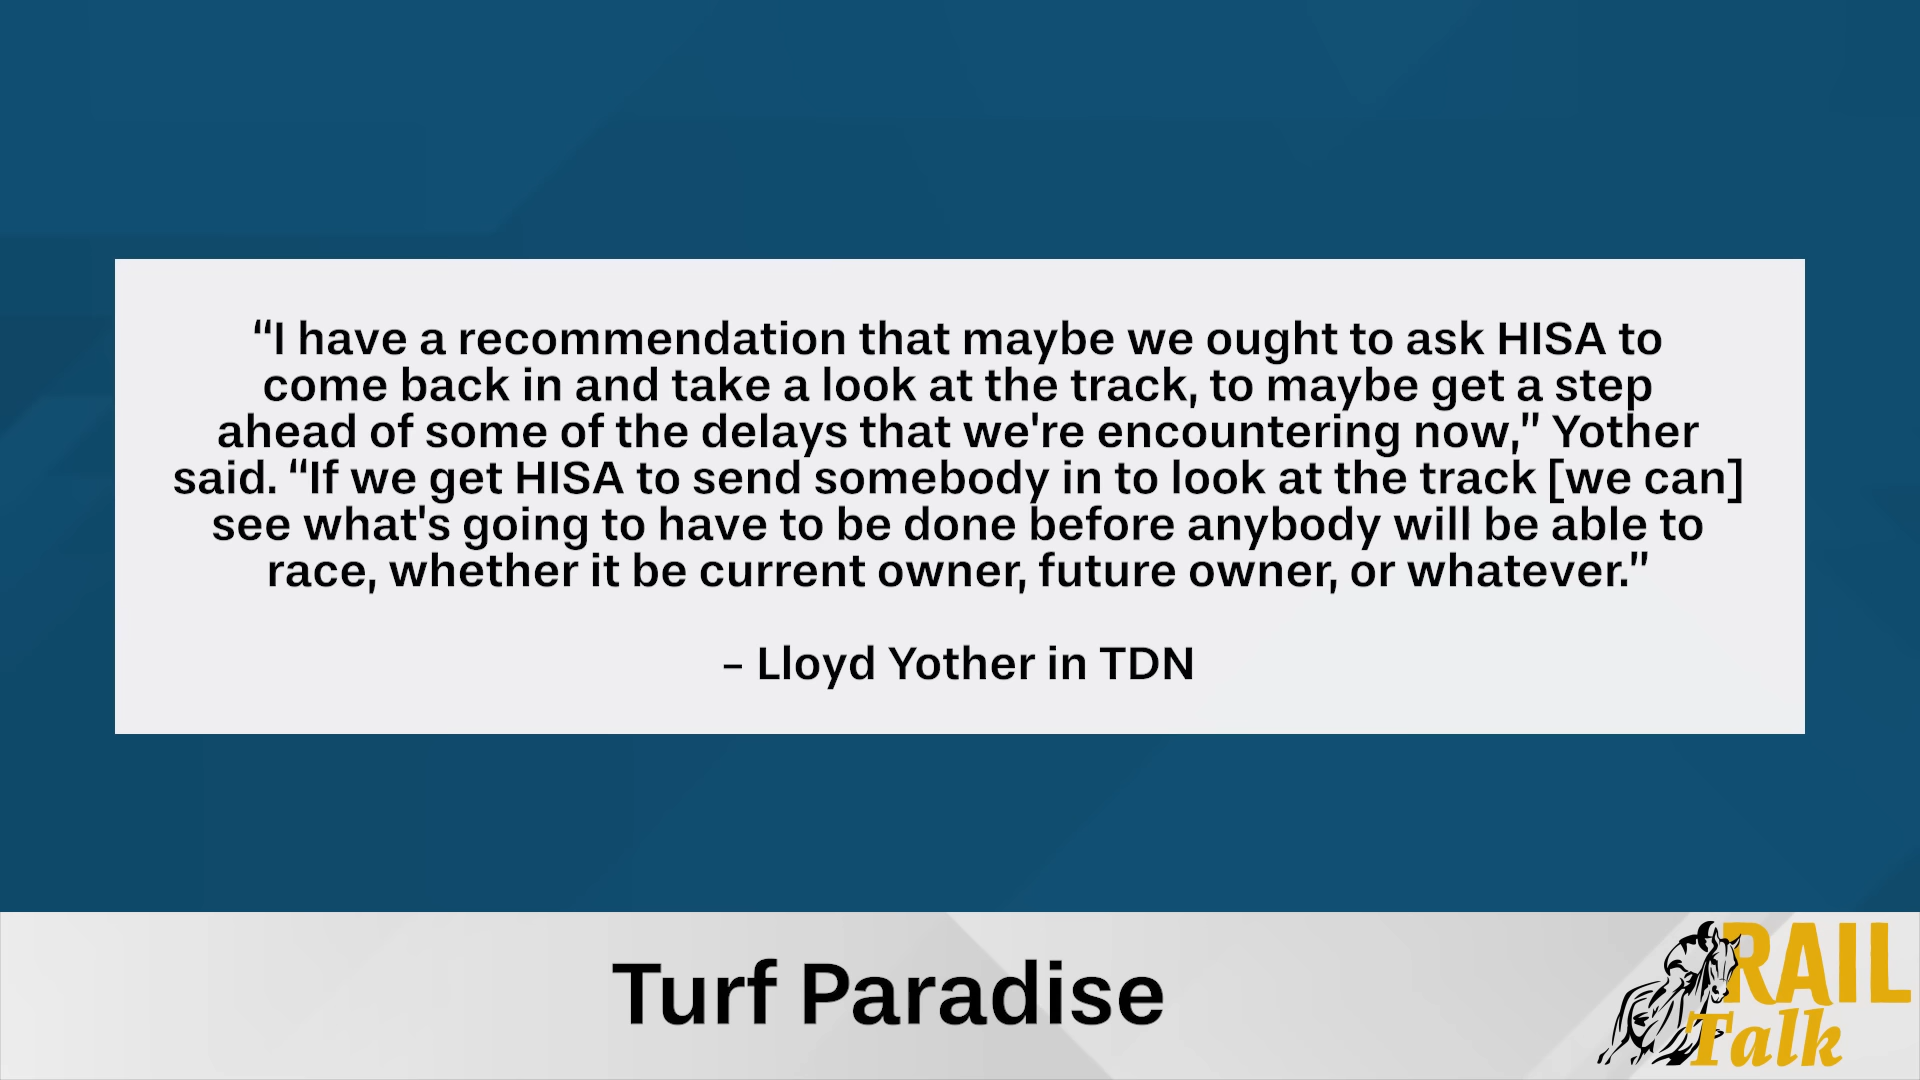 “I have a recommendation that maybe we ought to ask HISA to
come back in and take a look at the track, to maybe get a step
ahead of some of the delays that we're encountering now,” Yother
said. “If we get HISA to send somebody in to look at the track [we can]
see what's going to have to be done before anybody will be able to
race, whether it be current owner, future owner, or whatever.”
– Lloyd Yother in TDN
Turf Paradise
RAIL
Talk